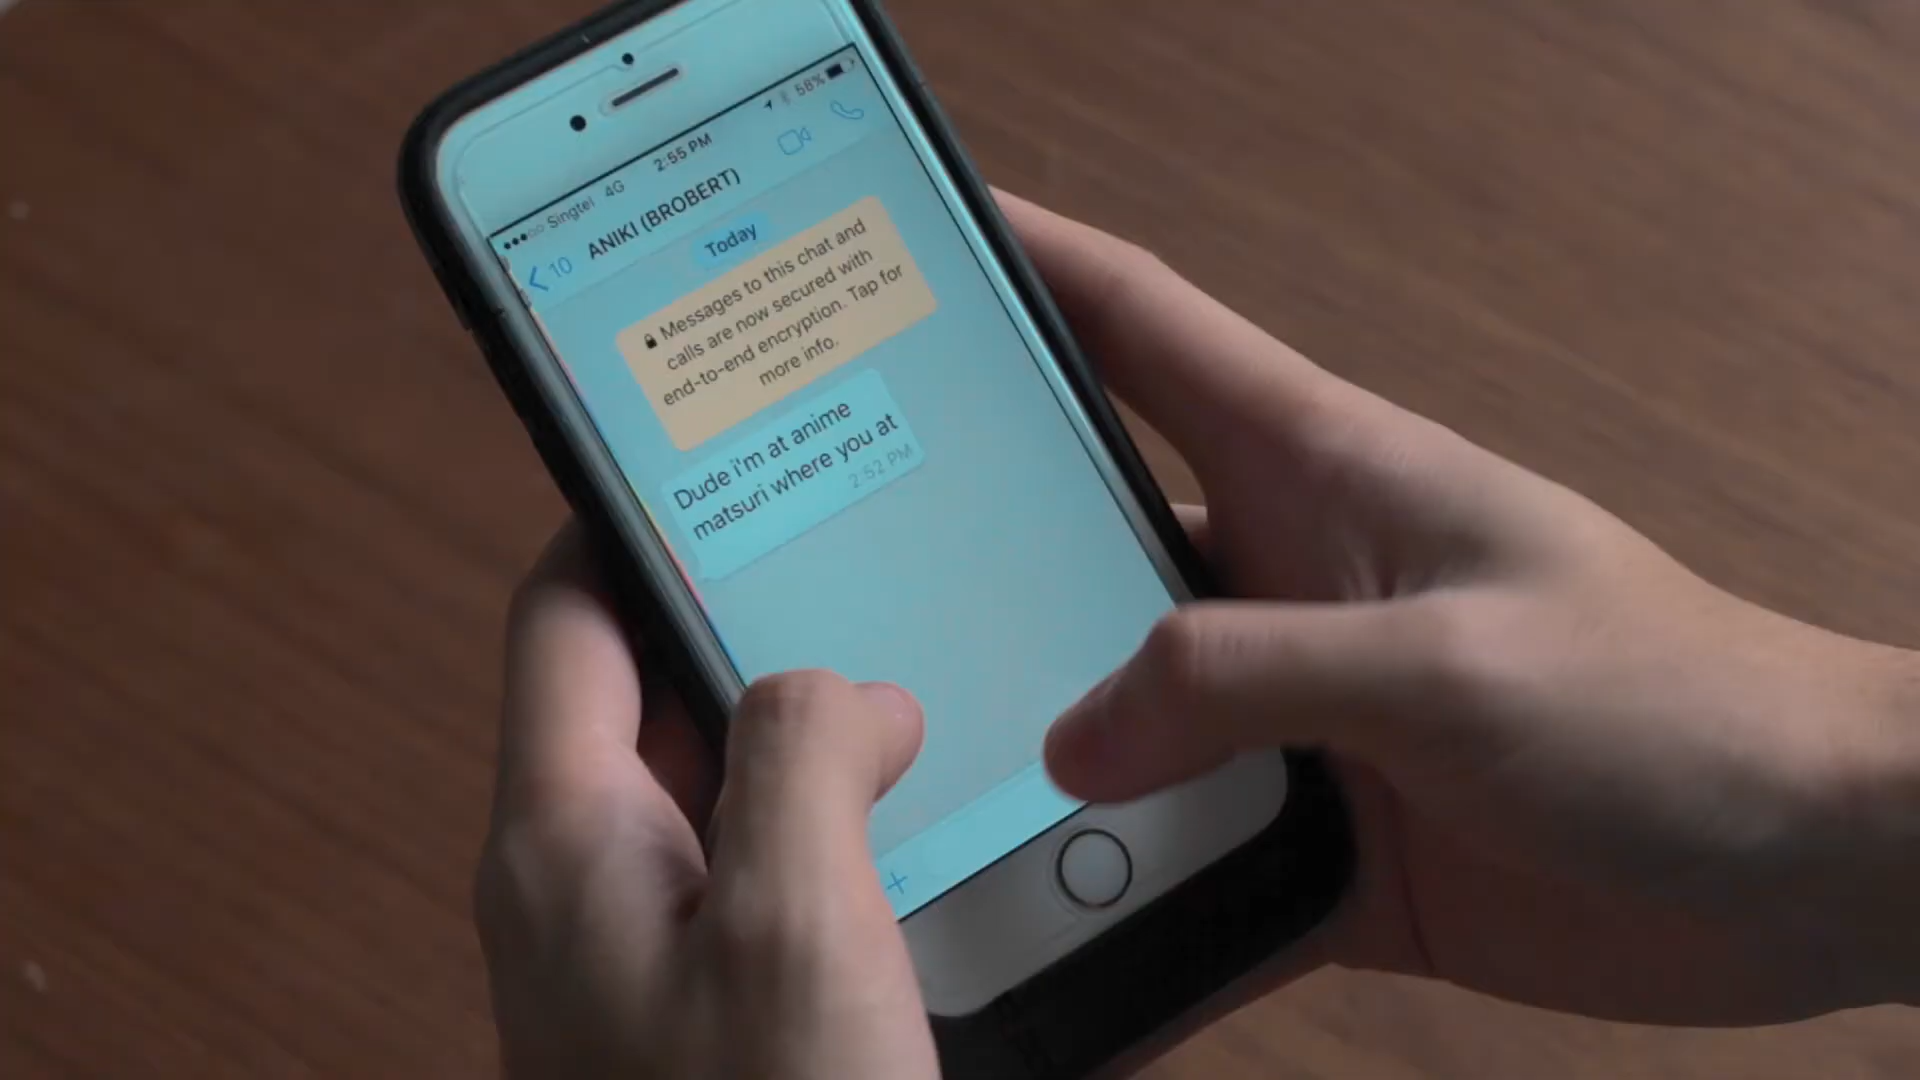 Singtel 4G 2:55 PM 58%
10 ANIKI (BROBERT)
Today
Messages to this chat and
calls are now secured with
end-to-end encryption. Tap for
more info.
Dude i'm at anime
matsuri where you at
2:52 PM